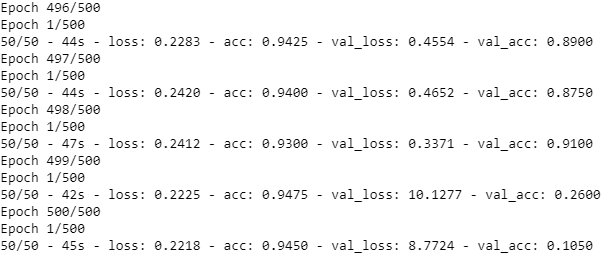 Epoch 496/500
Epoch 1/500
50/50 - 44s - loss: 0.2283 - acc: 0.9425 - val_loss: 0.4554 - val_acc: 0.8900
Epoch 497/500
Epoch 1/500
50/50 - 44s - loss: 0.2420 - acc: 0.9400 - val_loss: 0.4652 - val_acc: 0.8750
Epoch 498/500
Epoch 1/500
50/50 - 47s - loss: 0.2412 - acc: 0.9300 - val_loss: 0.3371 - val_acc: 0.9100
Epoch 499/500
Epoch 1/500
50/50 - 42s - loss: 0.2225 - acc: 0.9475 - val_loss: 10.1277 - val_acc: 0.2600
Epoch 500/500
Epoch 1/500
50/50 - 45s - loss: 0.2218 - acc: 0.9450 - val_loss: 8.7724 - val_acc: 0.1050